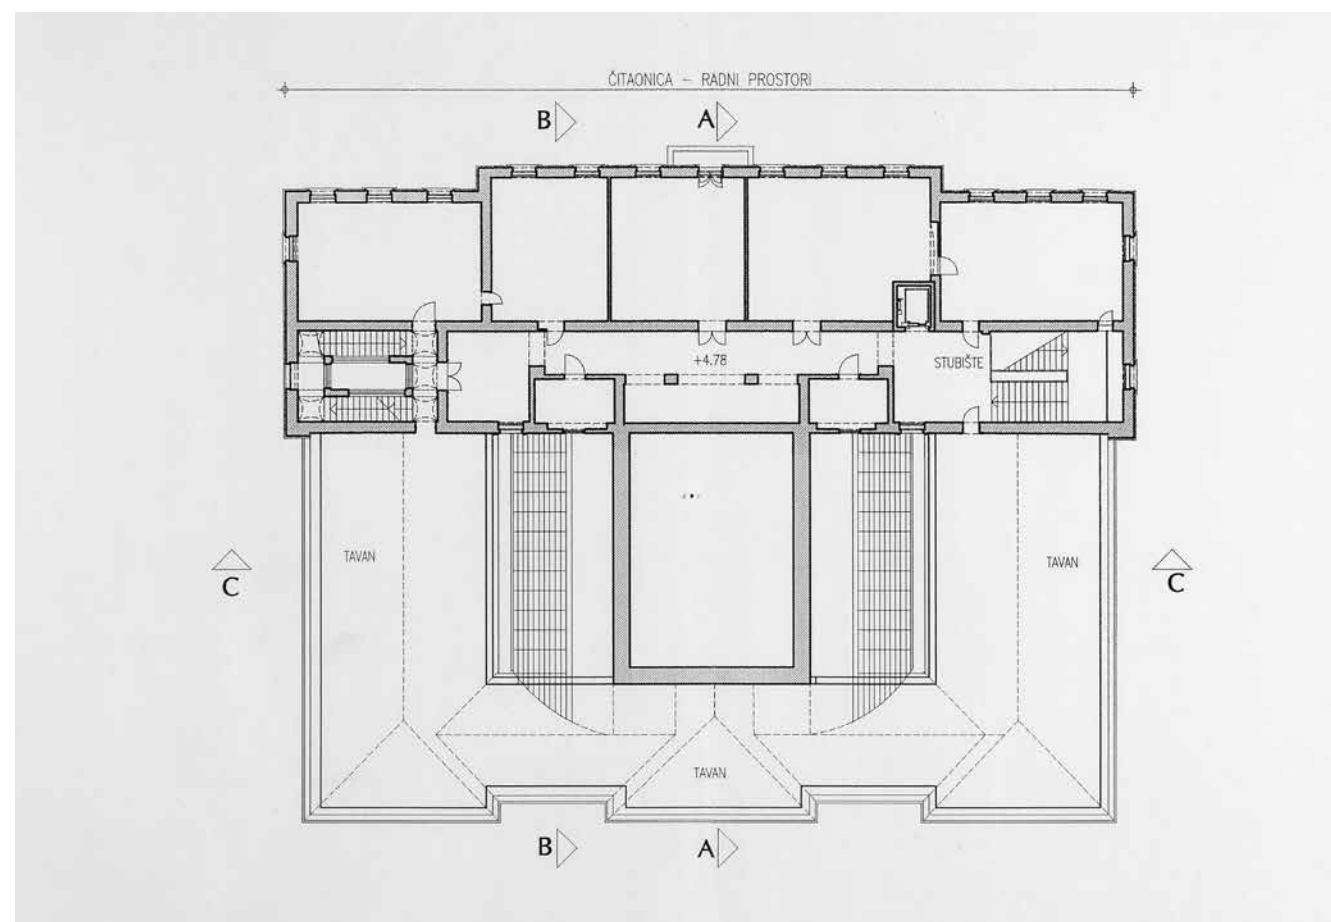 ČITAONICA – RADNI PROSTORI
B
A
+4.78
STUBIŠTE
TAVAN
TAVAN
C
C
TAVAN
B
A